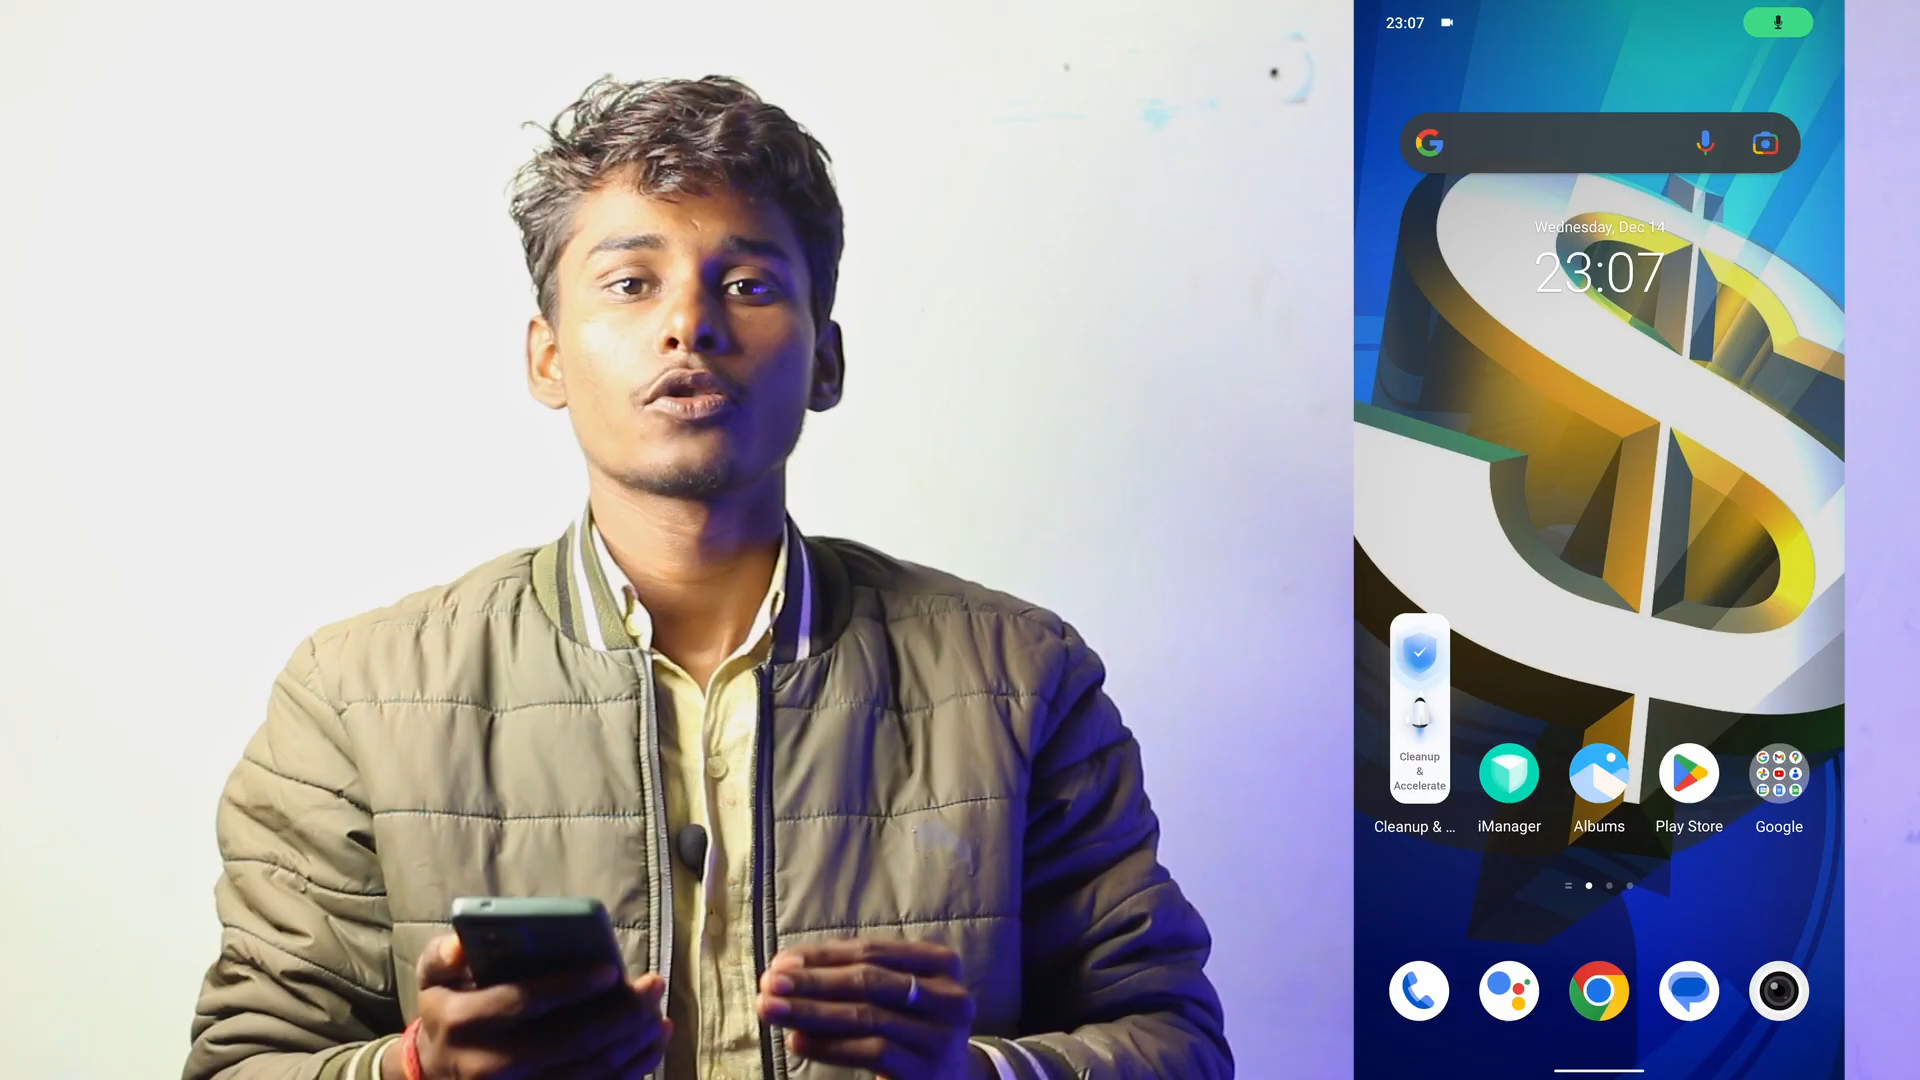 23:07
Wednesday, Dec 14
23:07
Cleanup
&
Accelerate
Cleanup & ...
iManager
Albums
Play Store
Google